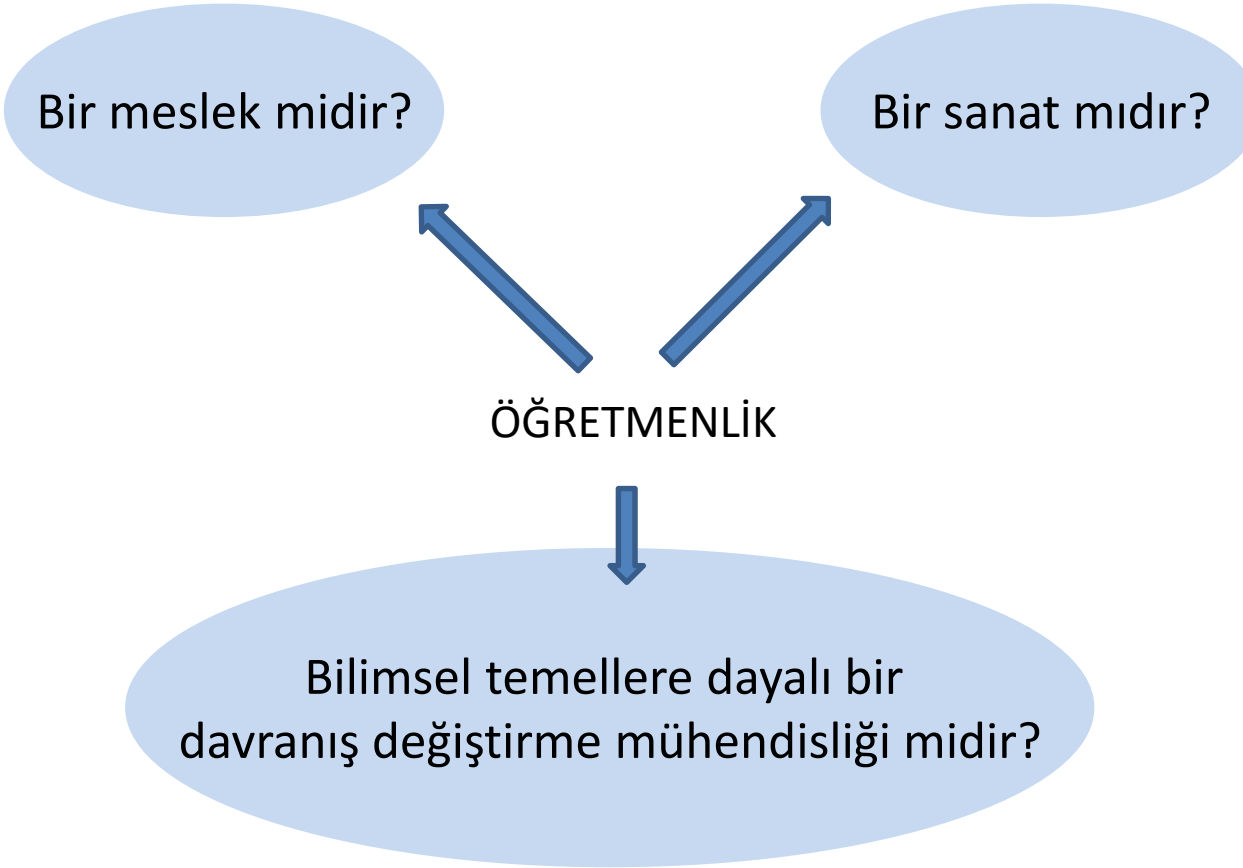 Bir meslek midir?
Bir sanat mıdır?
ÖĞRETMENLİK
Bilimsel temellere dayalı bir
davranış değiştirme mühendisliği midir?